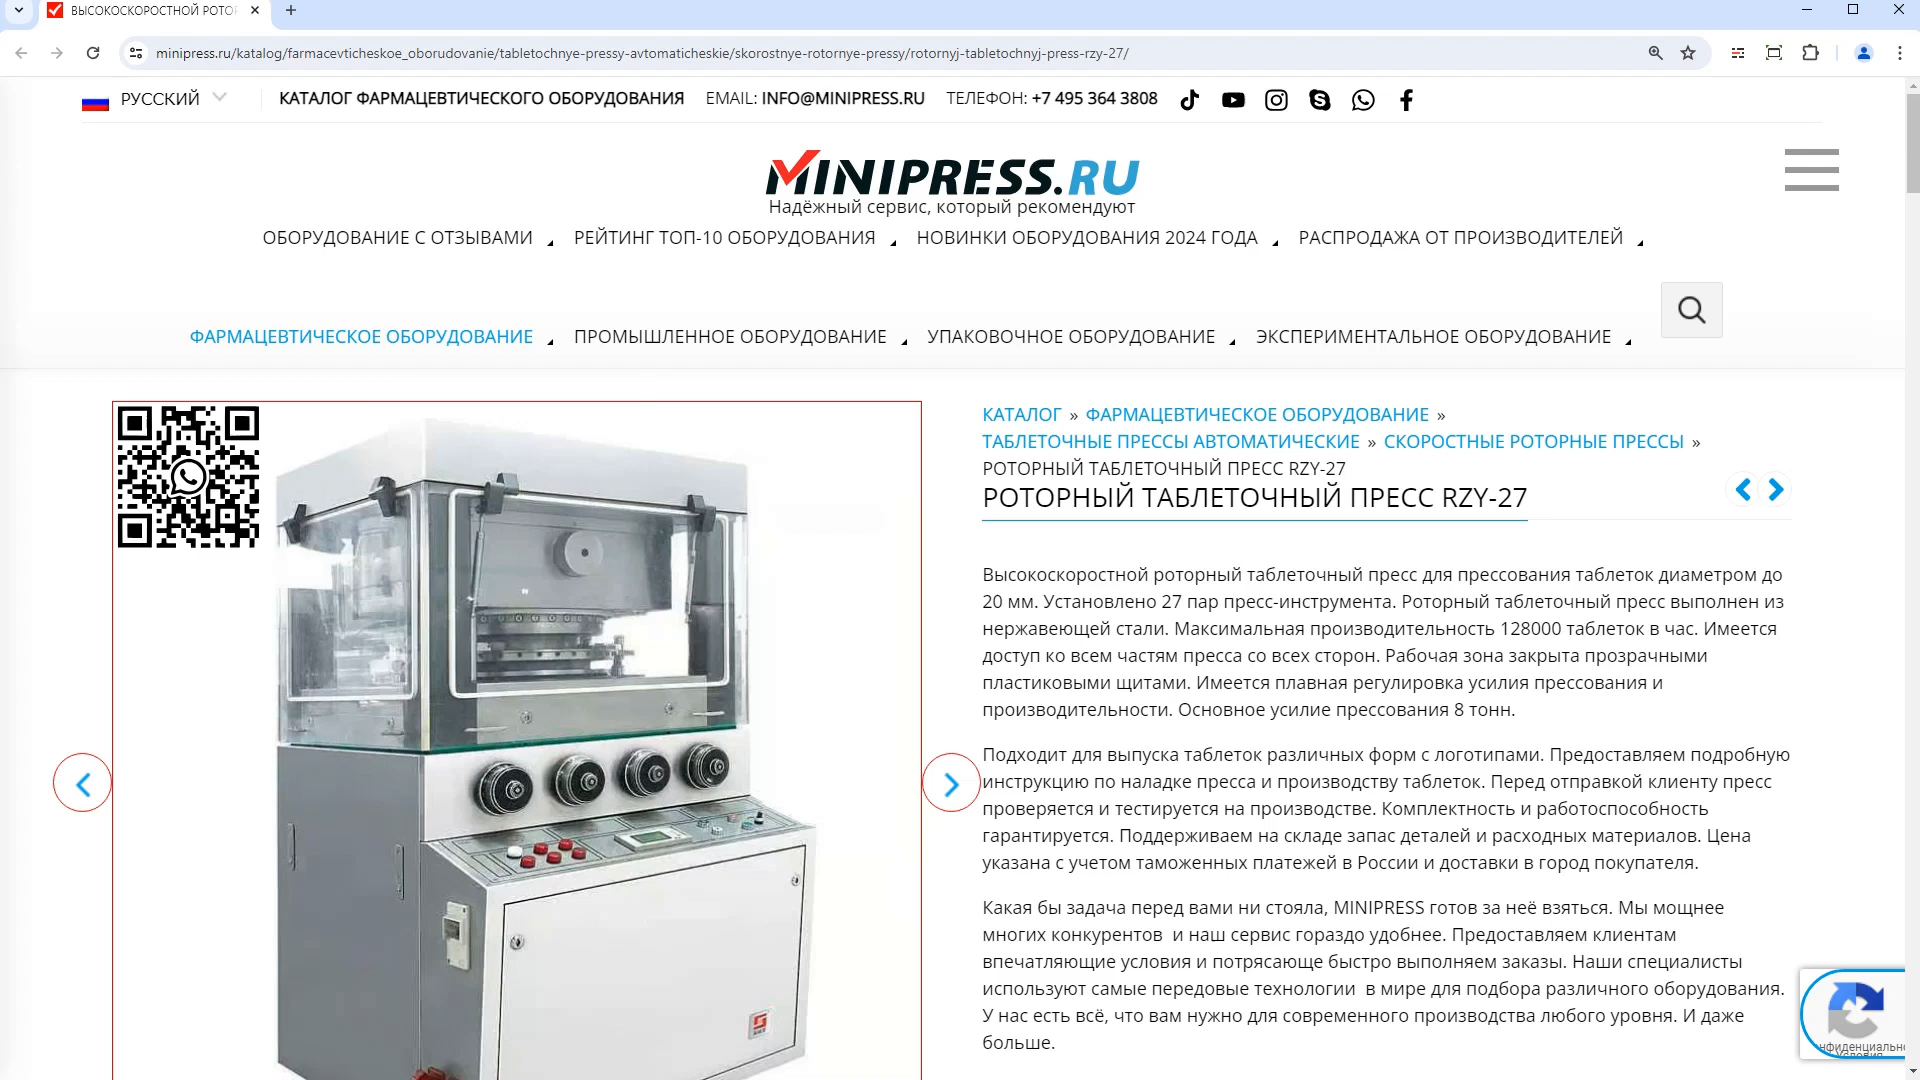 ВЫСОКОСКОРОСТНОЙ РОТОР
minipress.ru/katalog/farmacevticheskoe_oborudovanie/tabletochnye-pressy-avtomaticheskie/skorostnye-rotornye-pressy/rotornyj-tabletochnyj-press-rzy-27/
РУССКИЙ
КАТАЛОГ ФАРМАЦЕВТИЧЕСКОГО ОБОРУДОВАНИЯ EMAIL: INFO@MINIPRESS.RU ТЕЛЕФОН: +7 495 364 3808
MINIPRESS.RU
Надёжный сервис, который рекомендуют
ОБОРУДОВАНИЕ С ОТЗЫВАМИ РЕЙТИНГ ТОП-10 ОБОРУДОВАНИЯ НОВИНКИ ОБОРУДОВАНИЯ 2024 ГОДА РАСПРОДАЖА ОТ ПРОИЗВОДИТЕЛЕЙ
ФАРМАЦЕВТИЧЕСКОЕ ОБОРУДОВАНИЕ ПРОМЫШЛЕННОЕ ОБОРУДОВАНИЕ УПАКОВОЧНОЕ ОБОРУДОВАНИЕ ЭКСПЕРИМЕНТАЛЬНОЕ ОБОРУДОВАНИЕ
КАТАЛОГ » ФАРМАЦЕВТИЧЕСКОЕ ОБОРУДОВАНИЕ »
ТАБЛЕТОЧНЫЕ ПРЕССЫ АВТОМАТИЧЕСКИЕ » СКОРОСТНЫЕ РОТОРНЫЕ ПРЕССЫ »
РОТОРНЫЙ ТАБЛЕТОЧНЫЙ ПРЕСС RZY-27
РОТОРНЫЙ ТАБЛЕТОЧНЫЙ ПРЕСС RZY-27
Высокоскоростной роторный таблеточный пресс для прессования таблеток диаметром до
20 мм. Установлено 27 пар пресс-инструмента. Роторный таблеточный пресс выполнен из
нержавеющей стали. Максимальная производительность 128000 таблеток в час. Имеется
доступ ко всем частям пресса со всех сторон. Рабочая зона закрыта прозрачными
пластиковыми щитами. Имеется плавная регулировка усилия прессования и
производительности. Основное усилие прессования 8 тонн.
Подходит для выпуска таблеток различных форм с логотипами. Предоставляем подробную
инструкцию по наладке пресса и производству таблеток. Перед отправкой клиенту пресс
проверяется и тестируется на производстве. Комплектность и работоспособность
гарантируется. Поддерживаем на складе запас деталей и расходных материалов. Цена
указана с учетом таможенных платежей в России и доставки в город покупателя.
Какая бы задача перед вами ни стояла, MINIPRESS готов за неё взяться. Мы мощнее
многих конкурентов и наш сервис гораздо удобнее. Предоставляем клиентам
впечатляющие условия и потрясающе быстро выполняем заказы. Наши специалисты
используют самые передовые технологии в мире для подбора различного оборудования.
У нас есть всё, что вам нужно для современного производства любого уровня. И даже
больше.
нфиденциальн
Условия